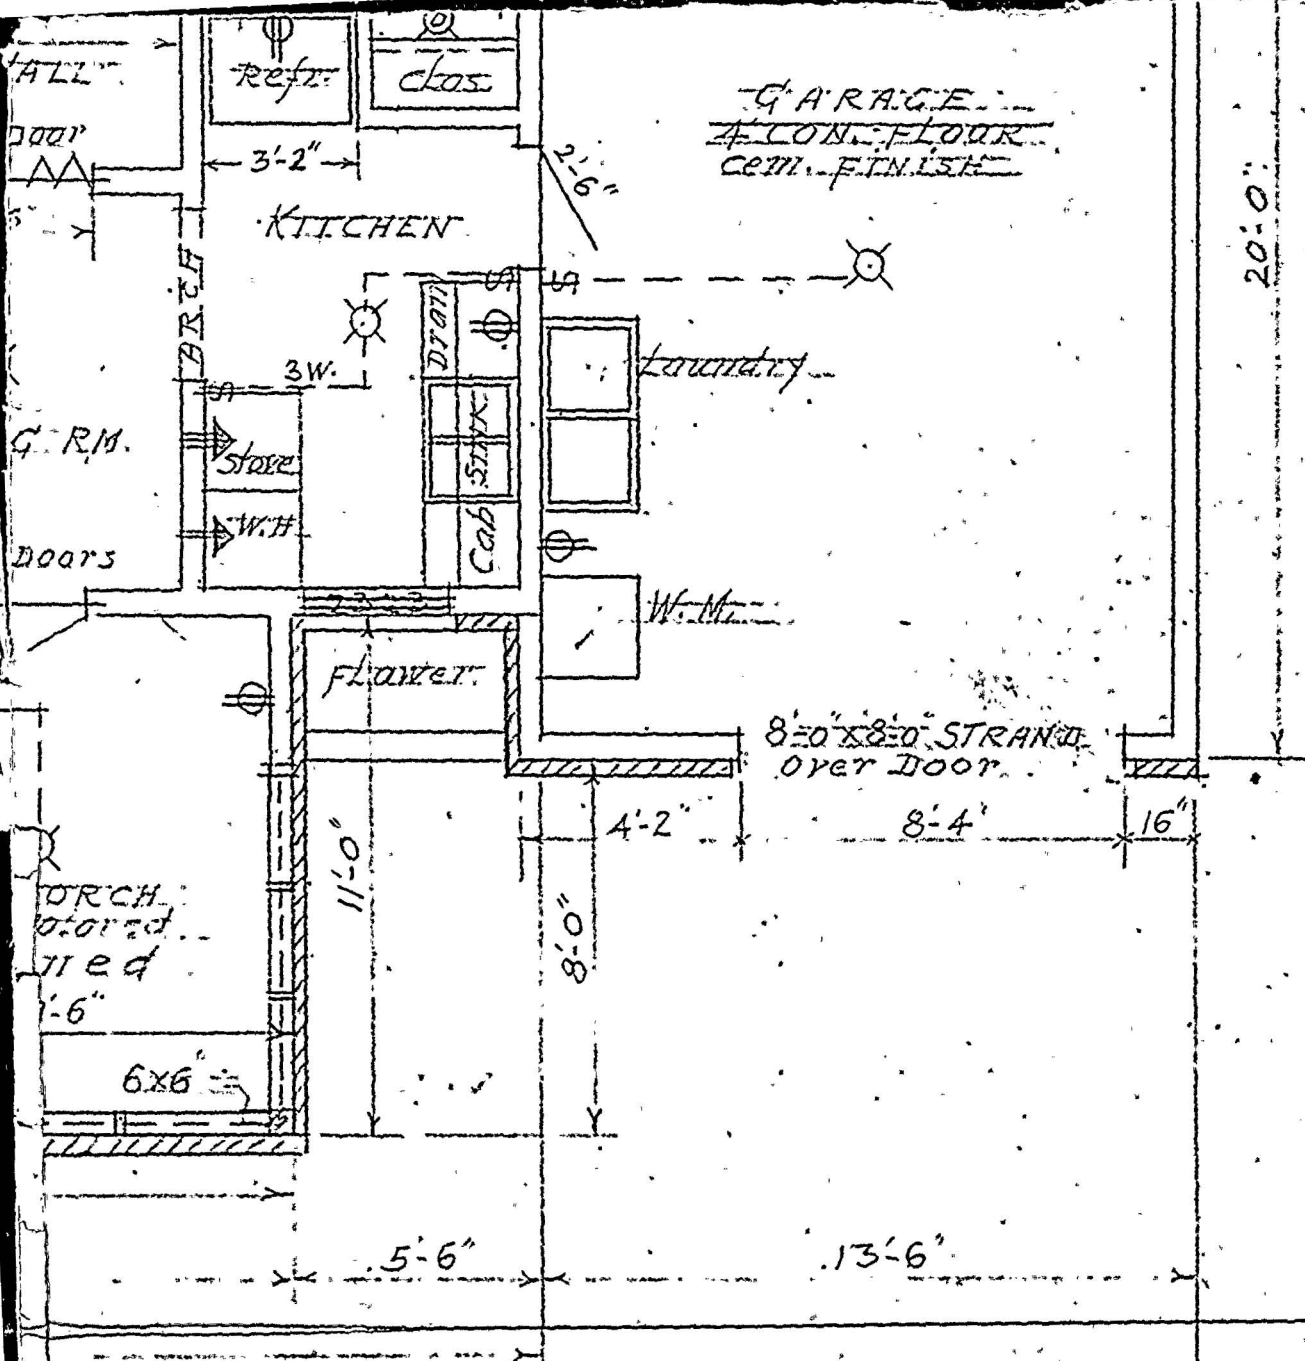 ALL
Refr.
clos.
GARAGE
4" CON. FLOOR
cem. FINISH
DOOR
3'-2"
2'-6"
KITCHEN
20'-0"
ARCH
Drain
3W.
S
S
S
Laundry
G RM.
Stove
SINK
W.H.
Cab
Doors
W.M.
Flower
8'-0" X 8'-0" STRAND
Over Door
4'-2"
8'-4"
16"
11'-0"
8'-0"
ORCH
'-6"
6x6"
5'-6"
13'-6"